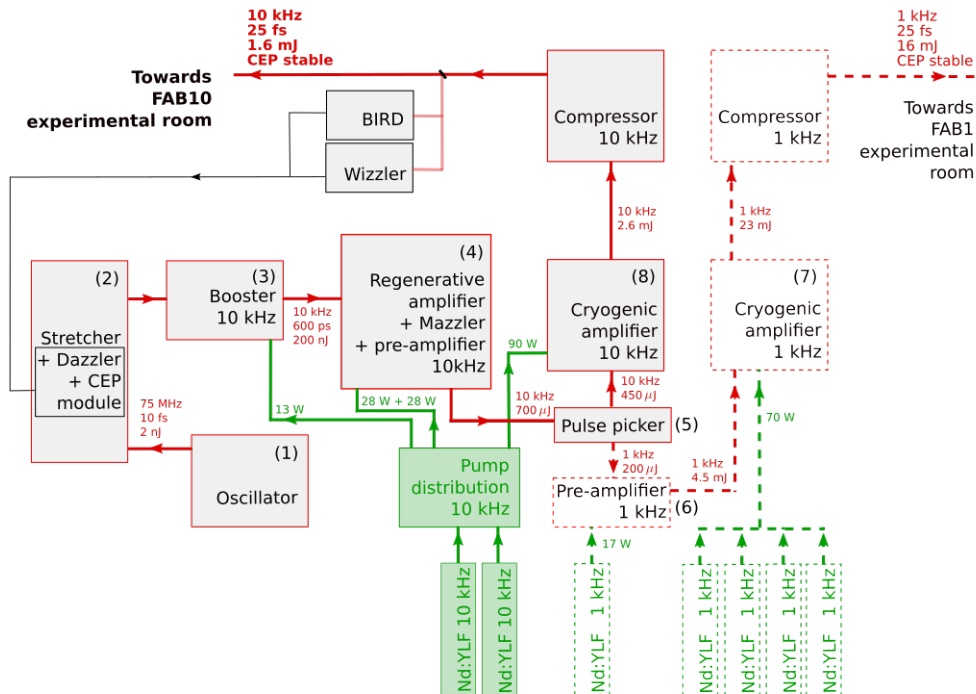 10 kHz
25 fs
1.6 mJ
CEP stable
Towards
FAB10
experimental room
1 kHz
25 fs
16 mJ
CEP stable
Towards
FAB1
experimental
room
BIRD
Wizzler
Compressor
10 kHz
Compressor
1 kHz
10 kHz
2.6 mJ
1 kHz
23 mJ
(2)
Stretcher
+ Dazzler
+ CEP
module
(3)
Booster
10 kHz
10 kHz
600 ps
200 nJ
(4)
Regenerative
amplifier
+ Mazzler
+ pre-amplifier
10kHz
(8)
Cryogenic
amplifier
10 kHz
(7)
Cryogenic
amplifier
1 kHz
90 W
75 MHz
10 fs
2 nJ
13 W
28 W + 28 W
10 kHz
700 μJ
10 kHz
450 μJ
Pulse picker
(5)
70 W
(1)
Oscillator
Pump
distribution
10 kHz
1 kHz
200 μJ
Pre-amplifier
1 kHz
(6)
1 kHz
4.5 mJ
17 W
Nd:YLF 10 kHz
Nd:YLF 10 kHz
Nd:YLF 1 kHz
Nd:YLF 1 kHz
Nd:YLF 1 kHz
Nd:YLF 1 kHz
Nd:YLF 1 kHz